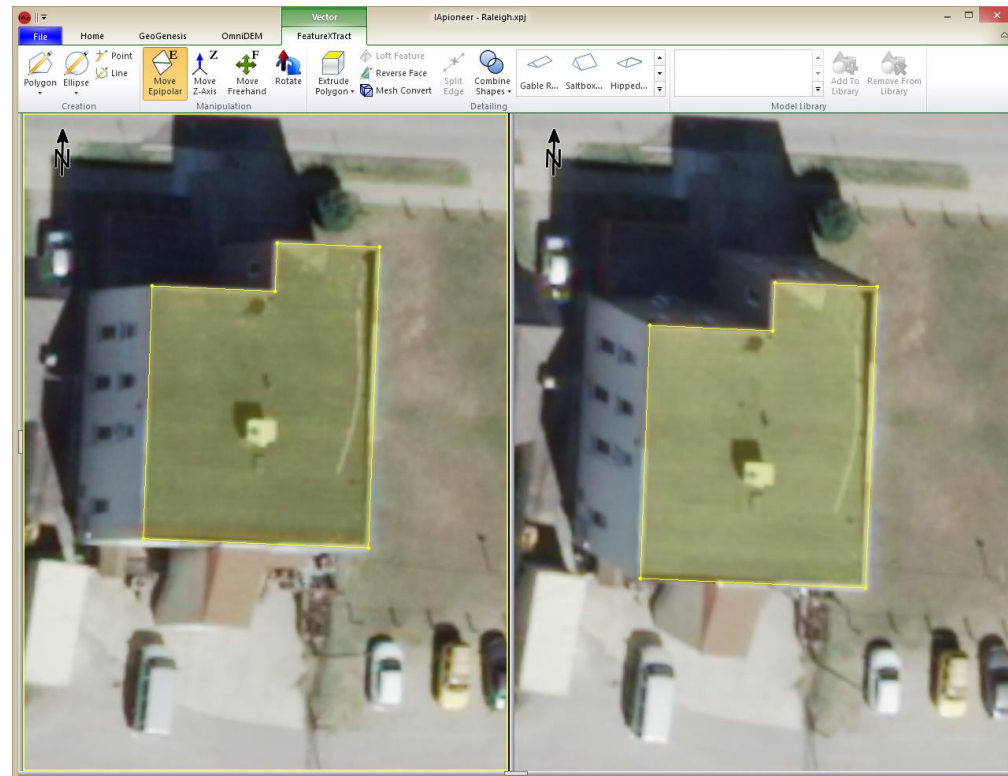 Vector
IApioneer - Raleigh.xpj
File Home GeoGenesis OmniDEM FeatureXTract
Polygon Ellipse Point Line
Move Epipolar E Move Z-Axis Z Move Freehand F Rotate
Extrude Polygon Loft Feature Reverse Face Mesh Convert Split Edge Combine Shapes
Gable R... Saltbox... Hipped...
Add To Library Remove From Library
Creation Manipulation Detailing Model Library
N N